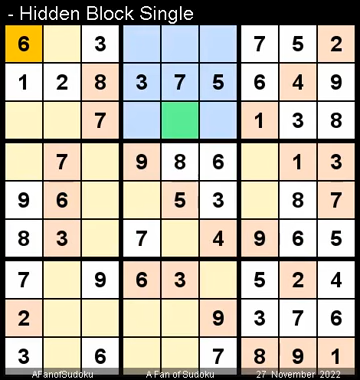 - Hidden Block Single
6 3 7 5 2
1 2 8 3 7 5 6 4 9
7 1 3 8
7 9 8 6 1 3
9 6 5 3 8 7
8 3 7 4 9 6 5
7 9 6 3 5 2 4
2 9 3 7 6
3 6 7 8 9 1
AFanofSudoku A Fan of Sudoku 27 November 2022